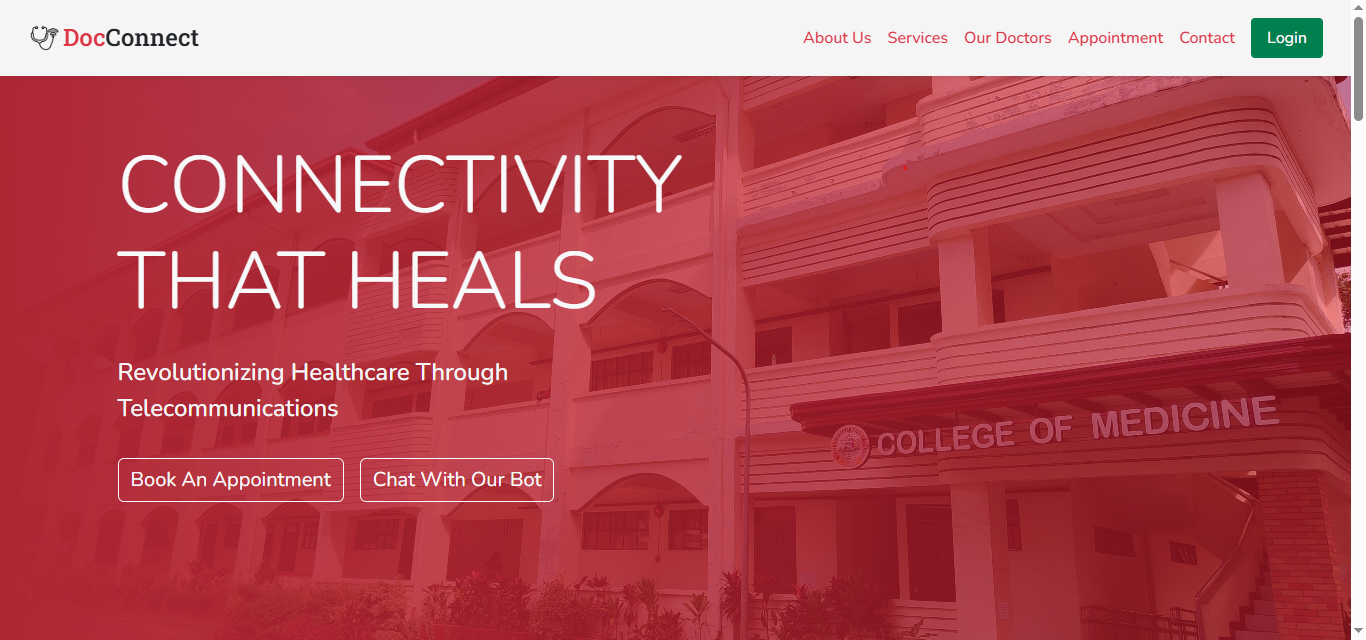 DocConnect
About Us
Services
Our Doctors
Appointment
Contact
Login
CONNECTIVITY
THAT HEALS
Revolutionizing Healthcare Through
Telecommunications
Book An Appointment
Chat With Our Bot
COLLEGE OF MEDICINE